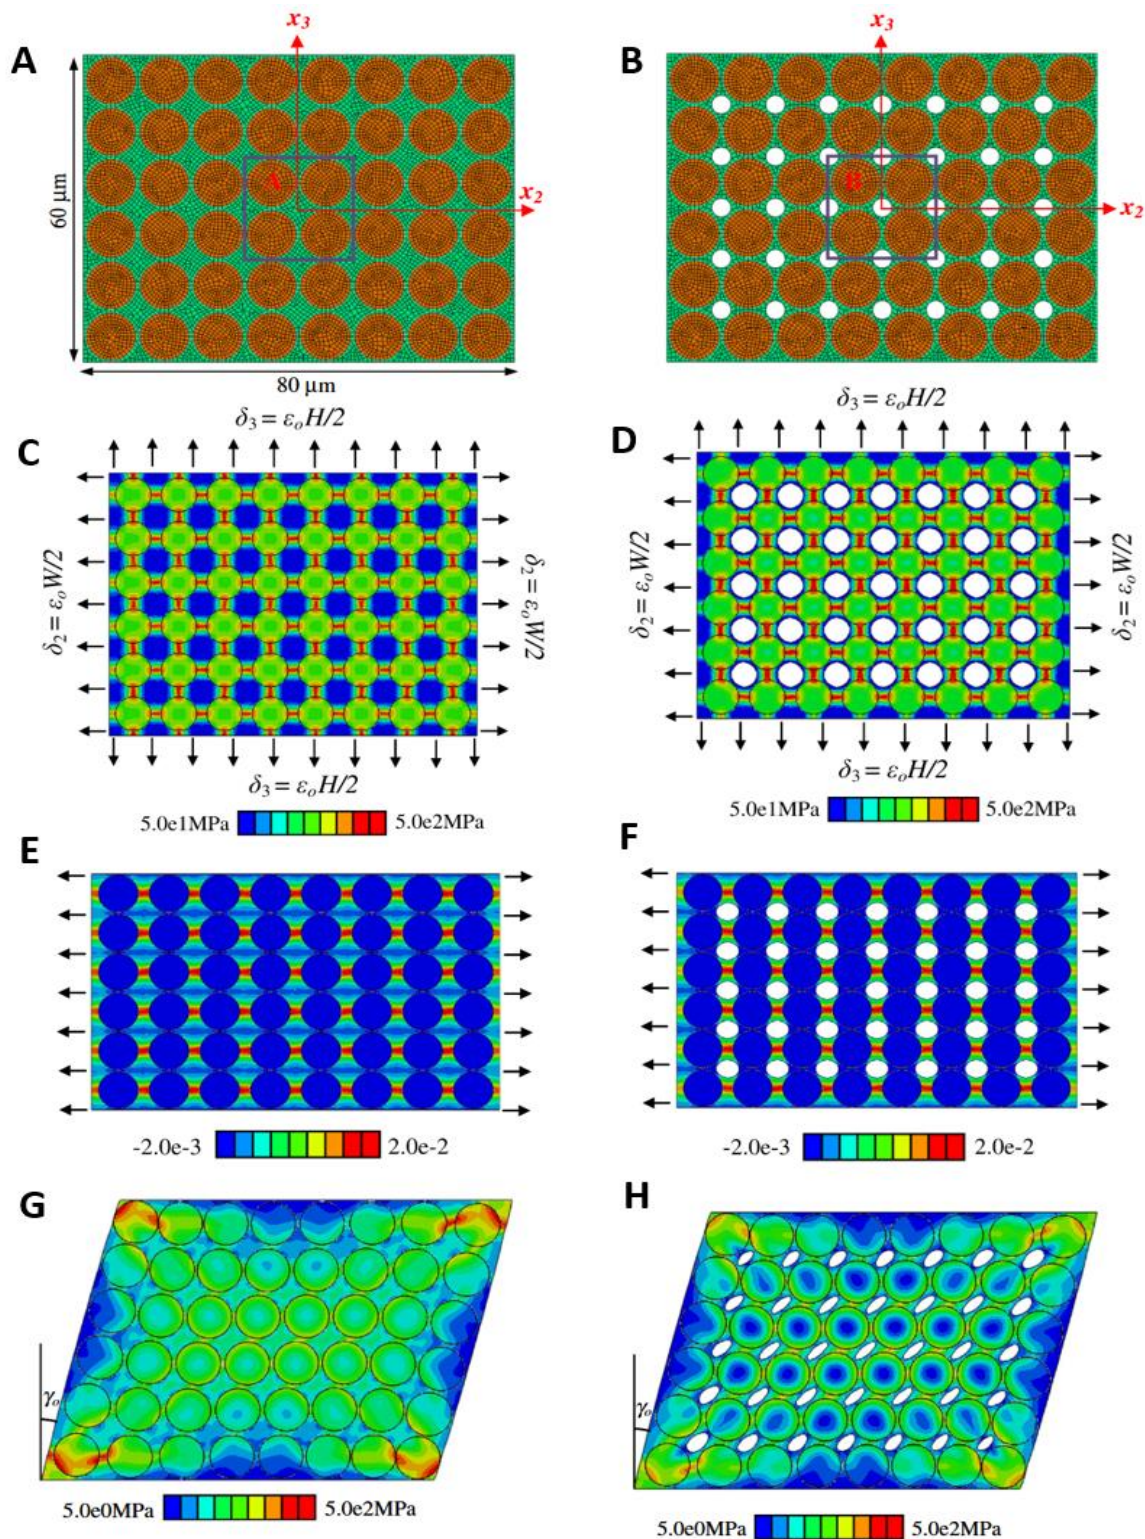 A
x₃
B
x₃
A
x₂
B
x₂
60 μm
80 μm
δ₃ = εₒH/2
δ₃ = εₒH/2
C
D
δ₂ = εₒW/2
δ₂ = εₒW/2
δ₂ = εₒW/2
δ₂ = εₒW/2
δ₃ = εₒH/2
δ₃ = εₒH/2
5.0e1MPa 5.0e2MPa
5.0e1MPa 5.0e2MPa
E
F
-2.0e-3 2.0e-2
-2.0e-3 2.0e-2
G
H
γₒ
γₒ
5.0e0MPa 5.0e2MPa
5.0e0MPa 5.0e2MPa